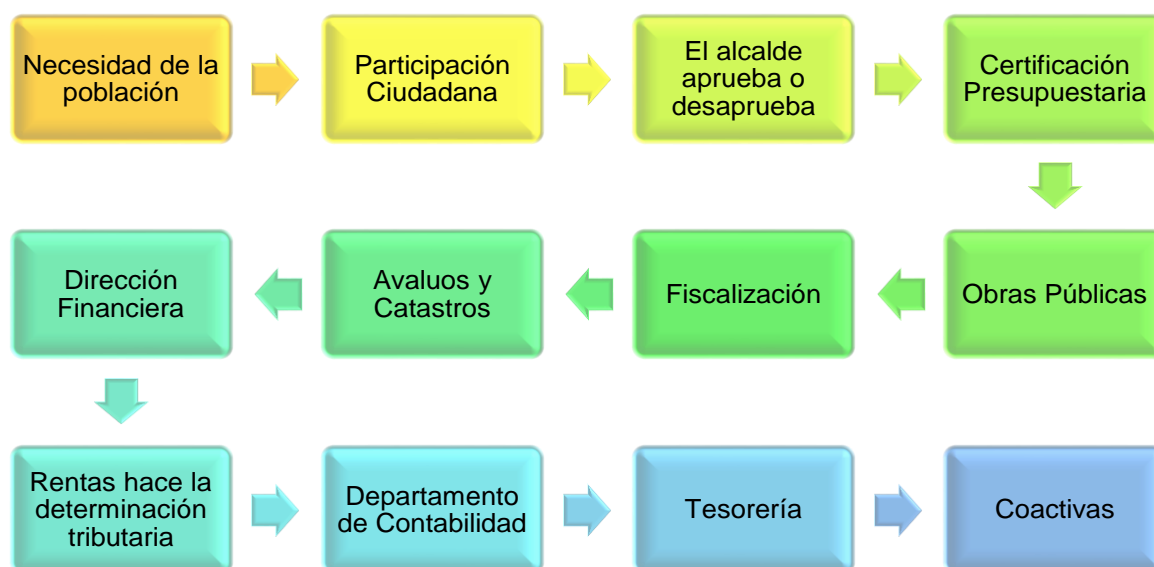 Necesidad de la
población
Participación
Ciudadana
El alcalde
aprueba o
desaprueba
Certificación
Presupuestaria
Obras Públicas
Fiscalización
Avaluos y
Catastros
Dirección
Financiera
Rentas hace la
determinación
tributaria
Departamento
de Contabilidad
Tesorería
Coactivas